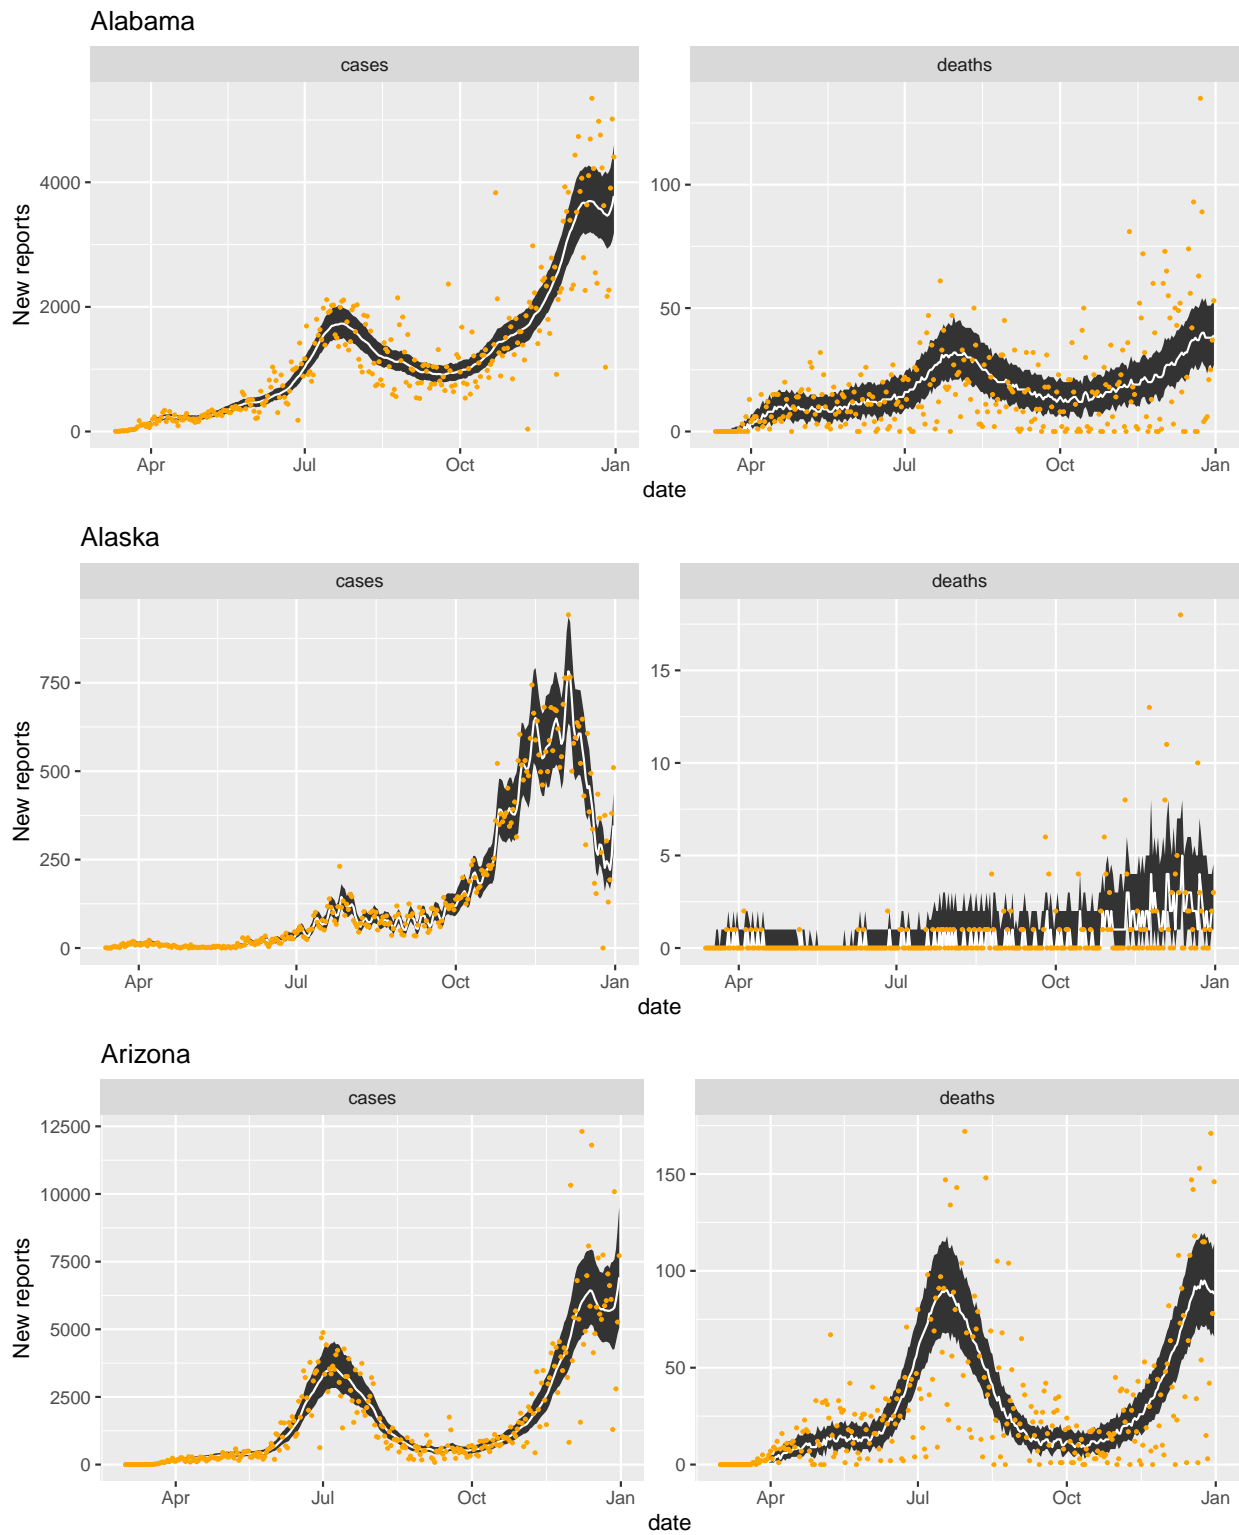 Alabama
cases
deaths
New reports
4000
2000
0
100
50
0
Apr
Jul
Oct
Jan
Apr
Jul
Oct
Jan
date
Alaska
cases
deaths
New reports
750
500
250
0
15
10
5
0
Apr
Jul
Oct
Jan
Apr
Jul
Oct
Jan
date
Arizona
cases
deaths
New reports
12500
10000
7500
5000
2500
0
150
100
50
0
Apr
Jul
Oct
Jan
Apr
Jul
Oct
Jan
date